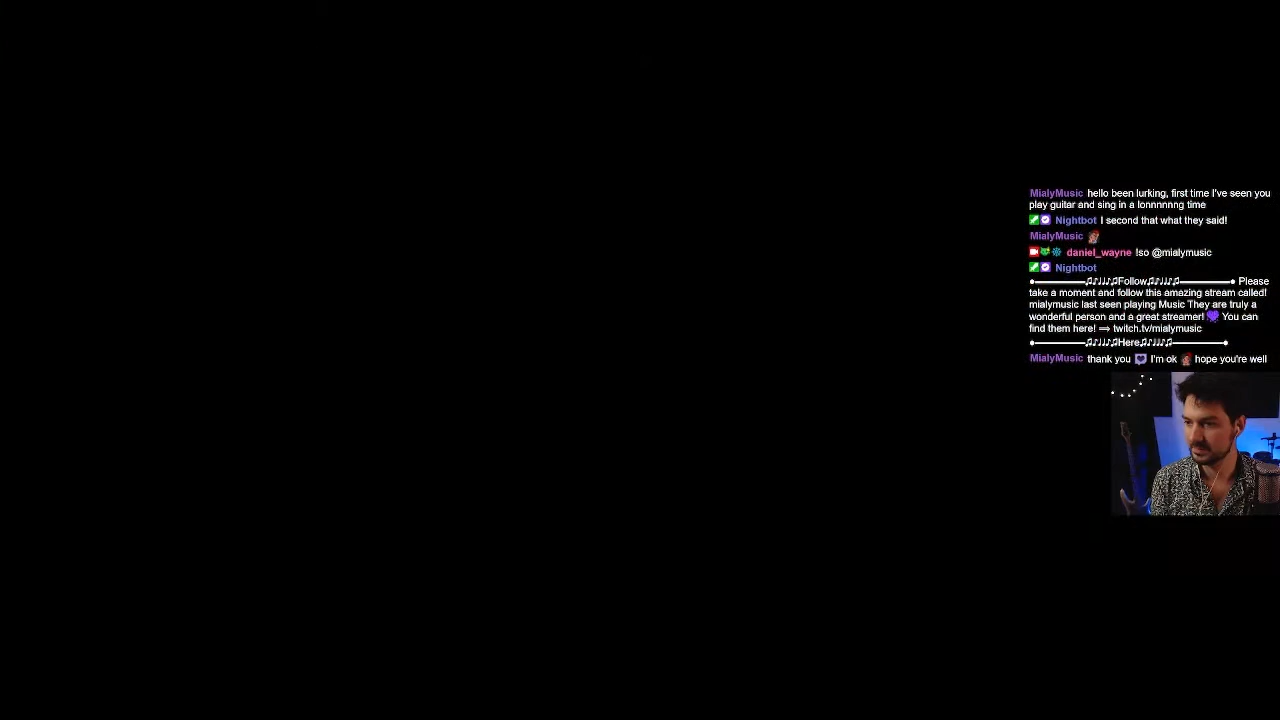 MialyMusic hello been lurking, first time I've seen you
play guitar and sing in a lonnnnnng time
Nightbot I second that what they said!
MialyMusic
daniel_wayne !so @mialymusic
Nightbot
●▬▬▬▬▬♫♪♩♩♪♫Follow♫♪♩♩♪♫▬▬▬▬▬● Please
take a moment and follow this amazing stream called!
mialymusic last seen playing Music They are truly a
wonderful person and a great streamer! You can
find them here! ⟹ twitch.tv/mialymusic
●▬▬▬▬▬♫♪♩♩♪♫Here♫♪♩♩♪♫▬▬▬▬▬●
MialyMusic thank you I'm ok hope you're well